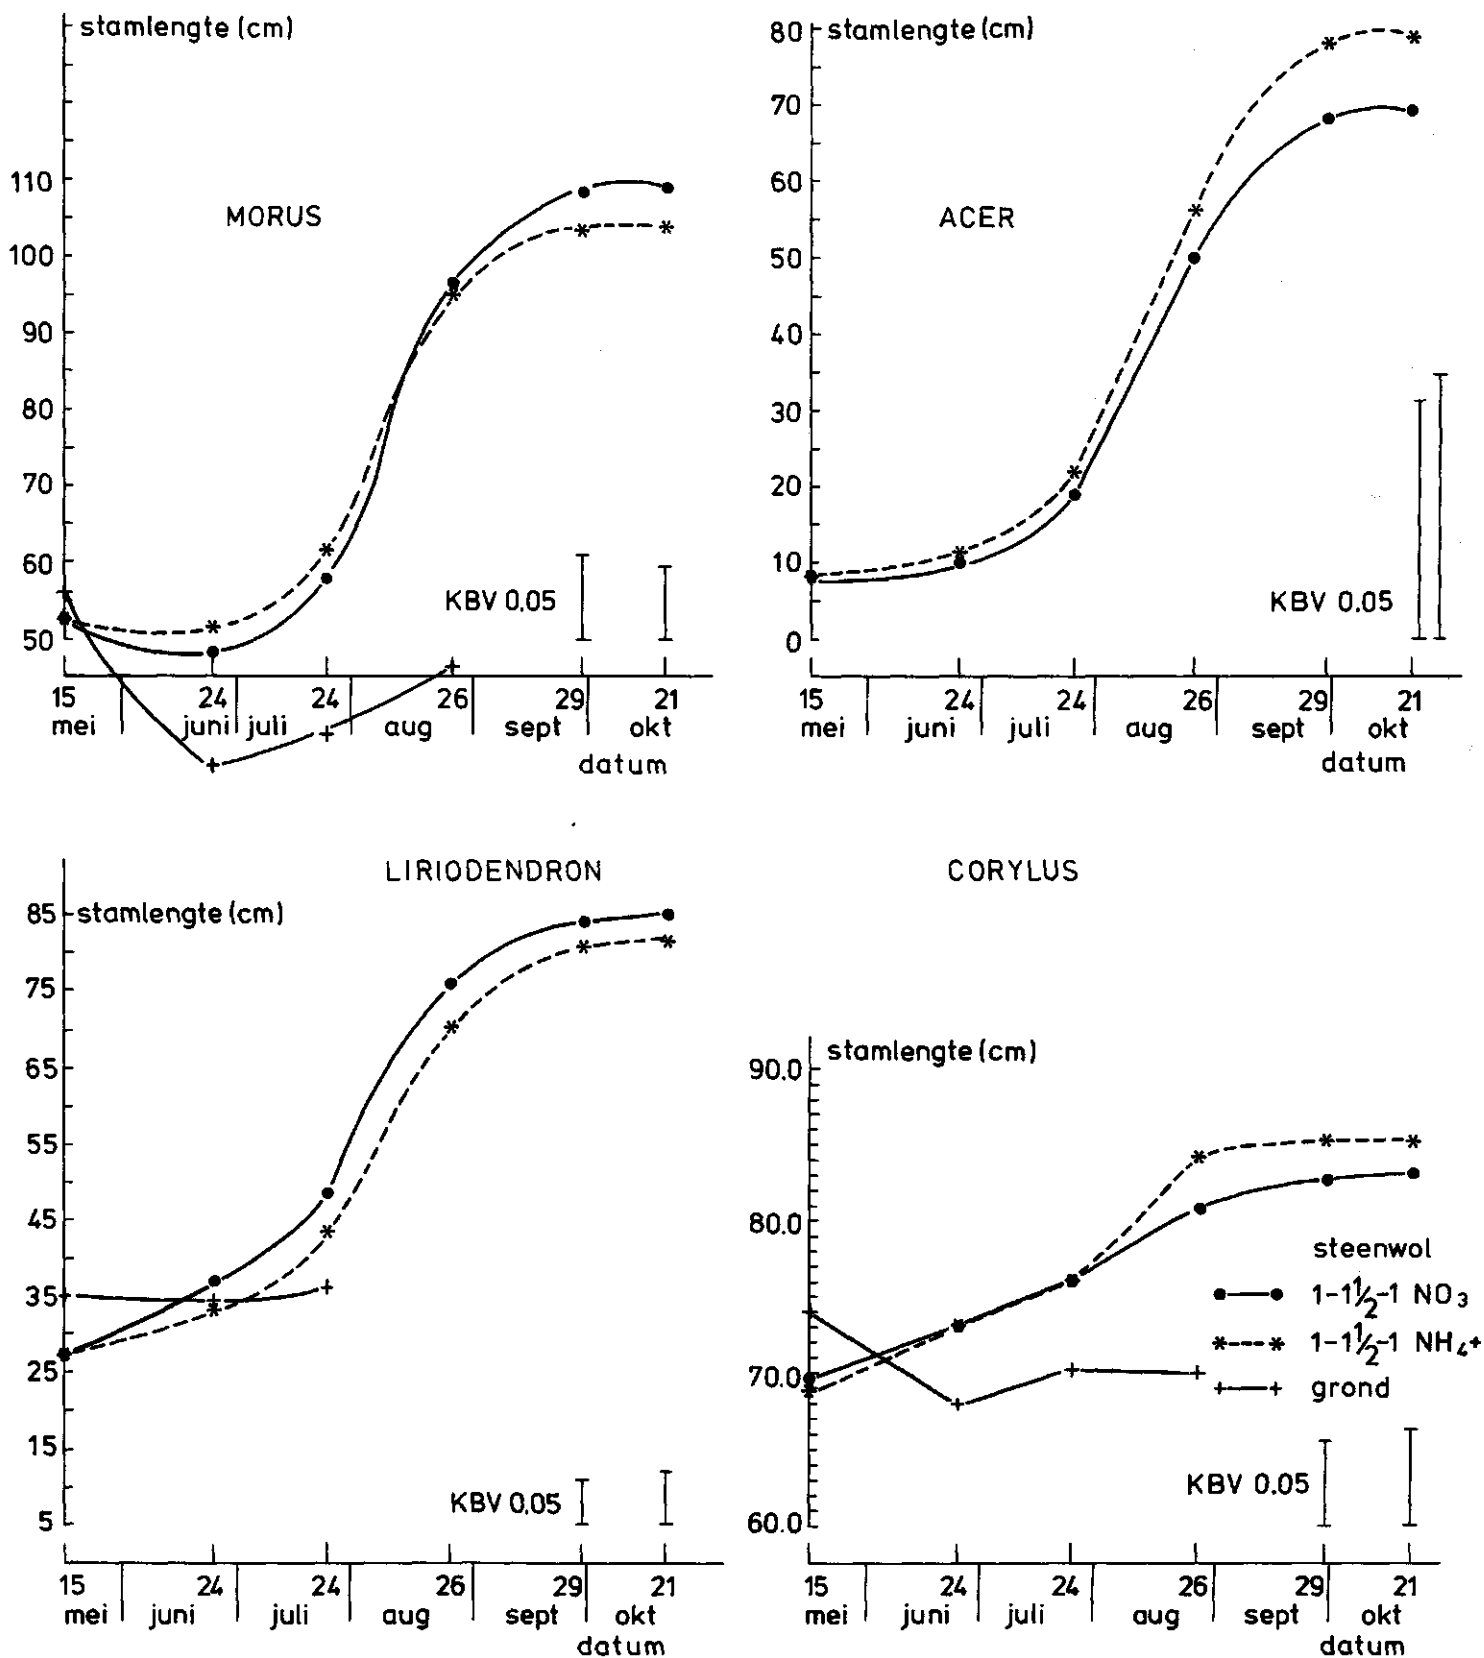 stamlengte (cm)
110
100
90
80
70
60
50
MORUS
KBV 0.05
15 24 24 26 29 21
mei juni juli aug sept okt
datum
stamlengte (cm)
80
70
60
50
40
30
20
10
0
ACER
KBV 0.05
15 24 24 26 29 21
mei juni juli aug sept okt
datum
LIRIODENDRON
stamlengte (cm)
85
75
65
55
45
35
25
15
5
KBV 0.05
15 24 24 26 29 21
mei juni juli aug sept okt
datum
CORYLUS
stamlengte (cm)
90.0
80.0
70.0
60.0
steenwol
1-1½-1 NO₃
1-1½-1 NH₄+
grond
KBV 0.05
15 24 24 26 29 21
mei juni juli aug sept okt
datum